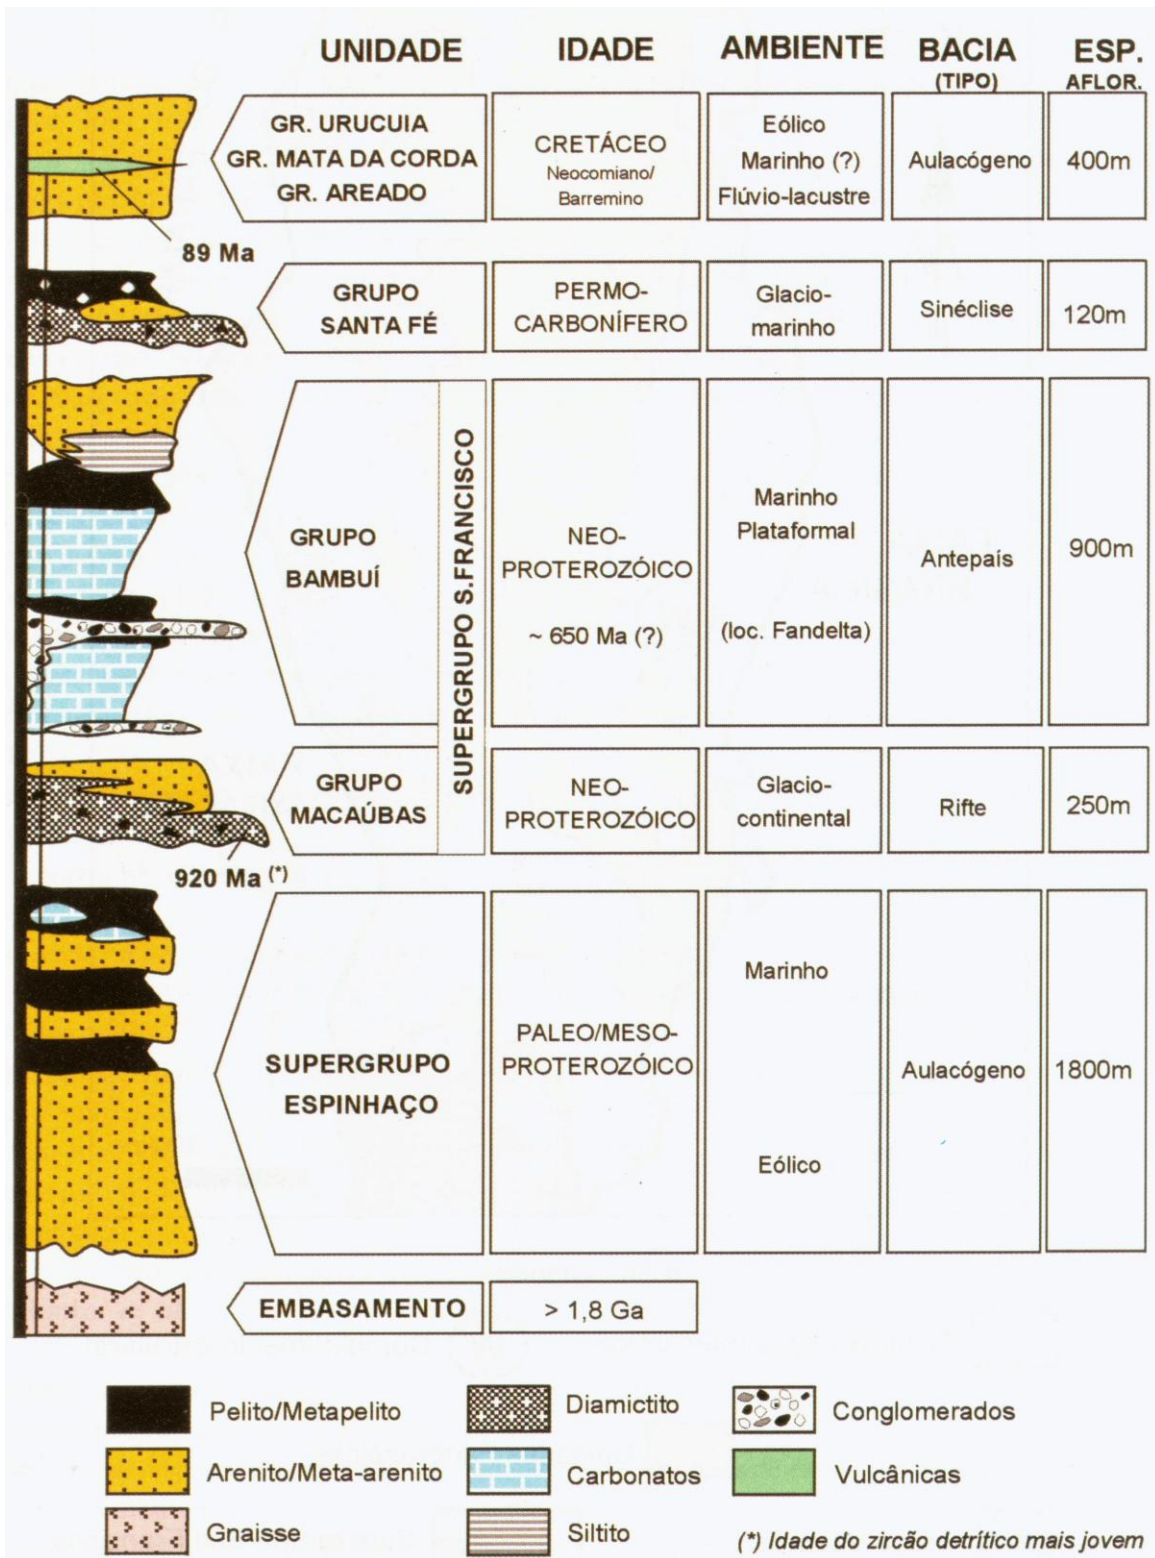 UNIDADE IDADE AMBIENTE BACIA ESP.
(TIPO) AFLOR.
GR. URUCUIA
GR. MATA DA CORDA
GR. AREADO
CRETÁCEO
Neocomiano/
Barremino
Eólico
Marinho (?)
Flúvio-lacustre
Aulacógeno
400m
89 Ma
GRUPO
SANTA FÉ
PERMO-
CARBONÍFERO
Glacio-
marinho
Sinéclise
120m
GRUPO
BAMBUÍ
SUPERGRUPO S.FRANCISCO
NEO-
PROTEROZÓICO
~ 650 Ma (?)
Marinho
Plataformal
(loc. Fandelta)
Antepaís
900m
GRUPO
MACAÚBAS
NEO-
PROTEROZÓICO
Glacio-
continental
Rifte
250m
920 Ma (*)
SUPERGRUPO
ESPINHAÇO
PALEO/MESO-
PROTEROZÓICO
Marinho
Eólico
Aulacógeno
1800m
EMBASAMENTO
> 1,8 Ga
Pelito/Metapelito
Diamictito
Conglomerados
Arenito/Meta-arenito
Carbonatos
Vulcânicas
Gnaisse
Siltito
(*) Idade do zircão detrítico mais jovem